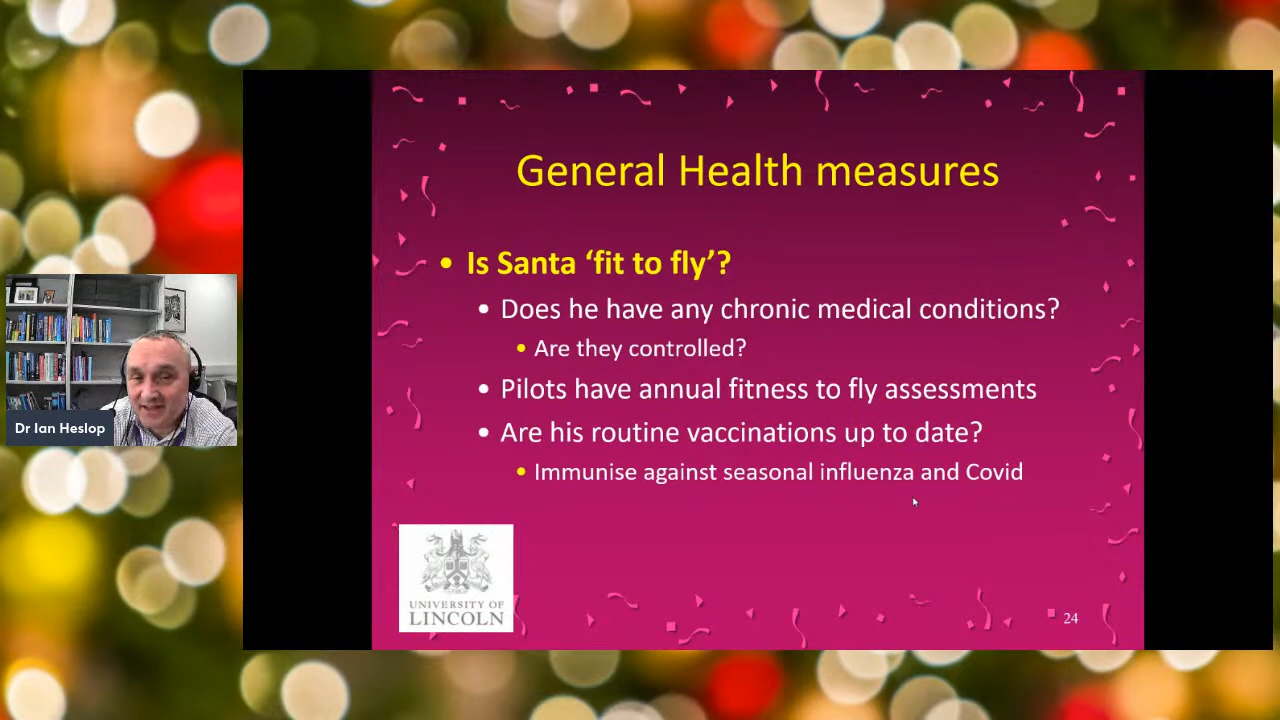 General Health measures
• Is Santa ‘fit to fly’?
• Does he have any chronic medical conditions?
• Are they controlled?
• Pilots have annual fitness to fly assessments
• Are his routine vaccinations up to date?
• Immunise against seasonal influenza and Covid
Dr Ian Heslop
UNIVERSITY OF
LINCOLN
24